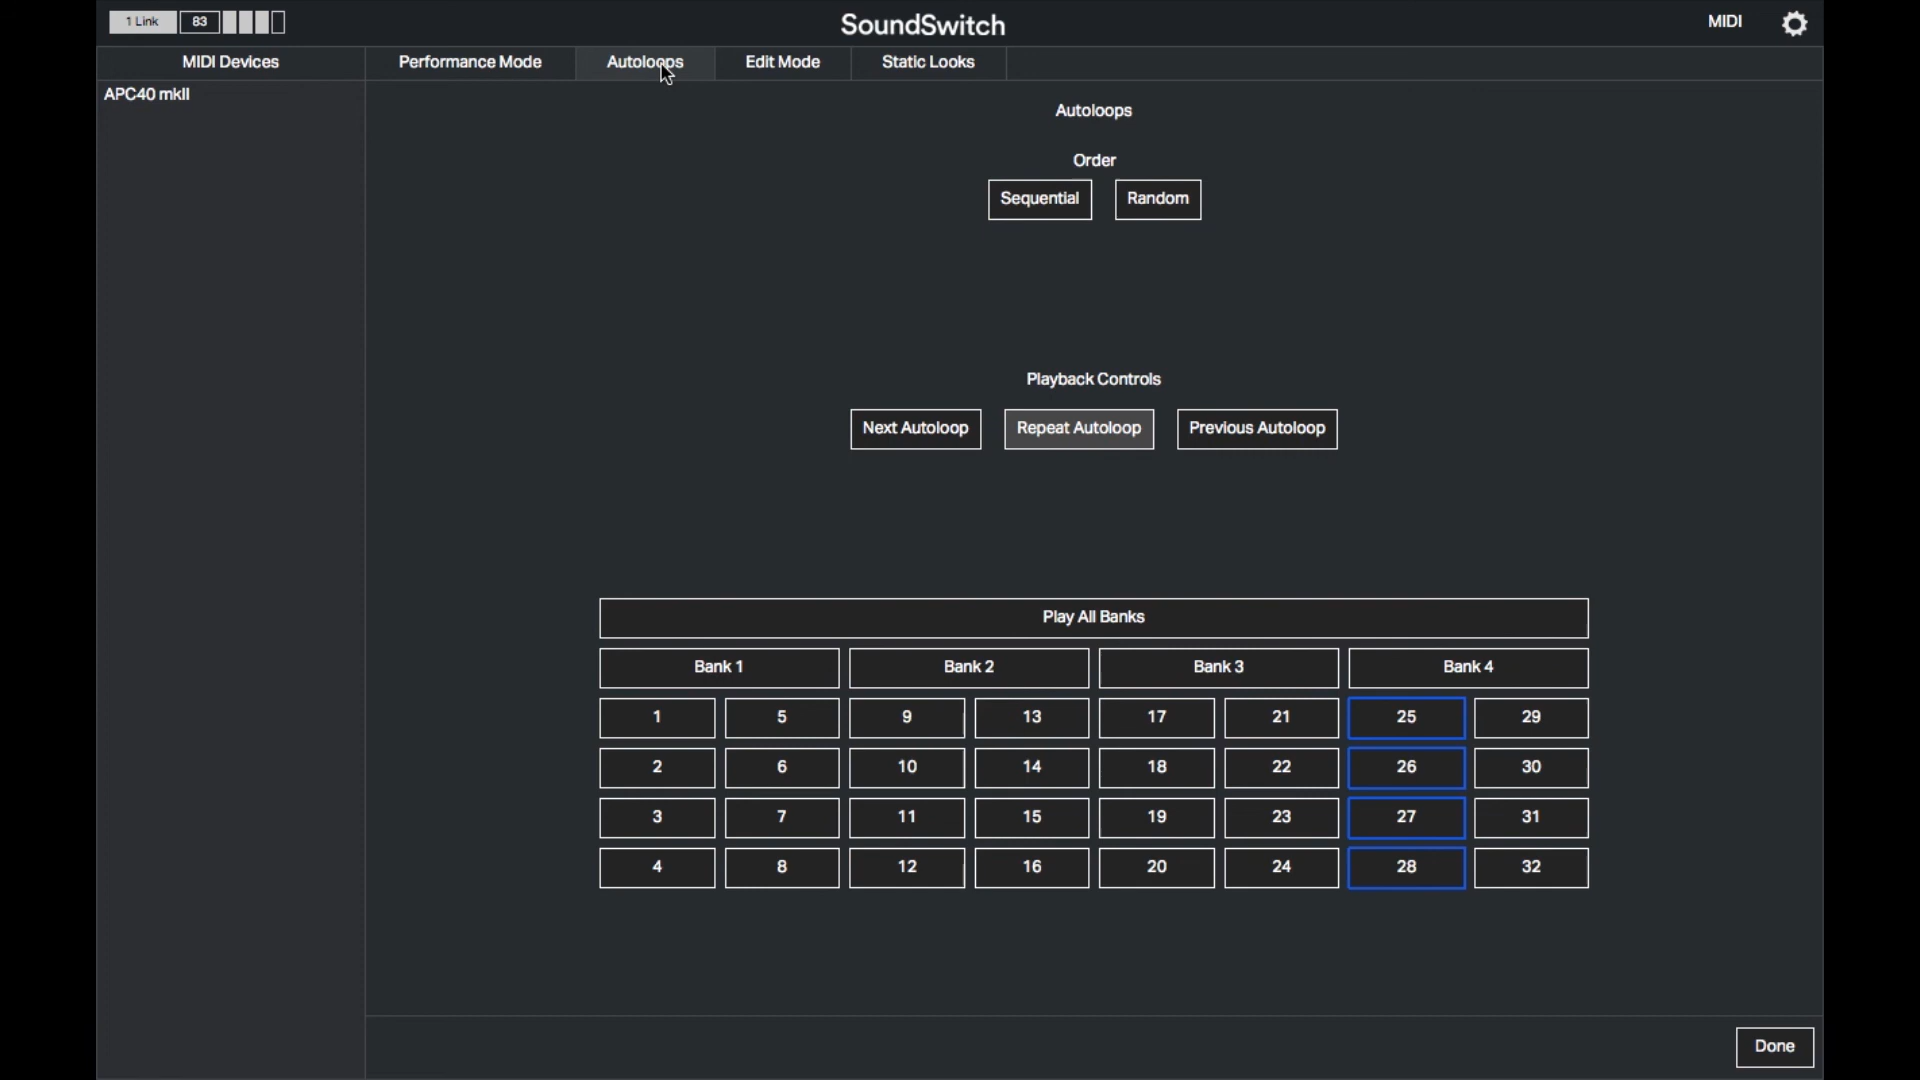 1 Link 83 SoundSwitch MIDI
MIDI Devices Performance Mode Autoloops Edit Mode Static Looks
APC40 mkII
Autoloops
Order
Sequential Random
Playback Controls
Next Autoloop Repeat Autoloop Previous Autoloop
Play All Banks
Bank 1 Bank 2 Bank 3 Bank 4
1 5 9 13 17 21 25 29
2 6 10 14 18 22 26 30
3 7 11 15 19 23 27 31
4 8 12 16 20 24 28 32
Done